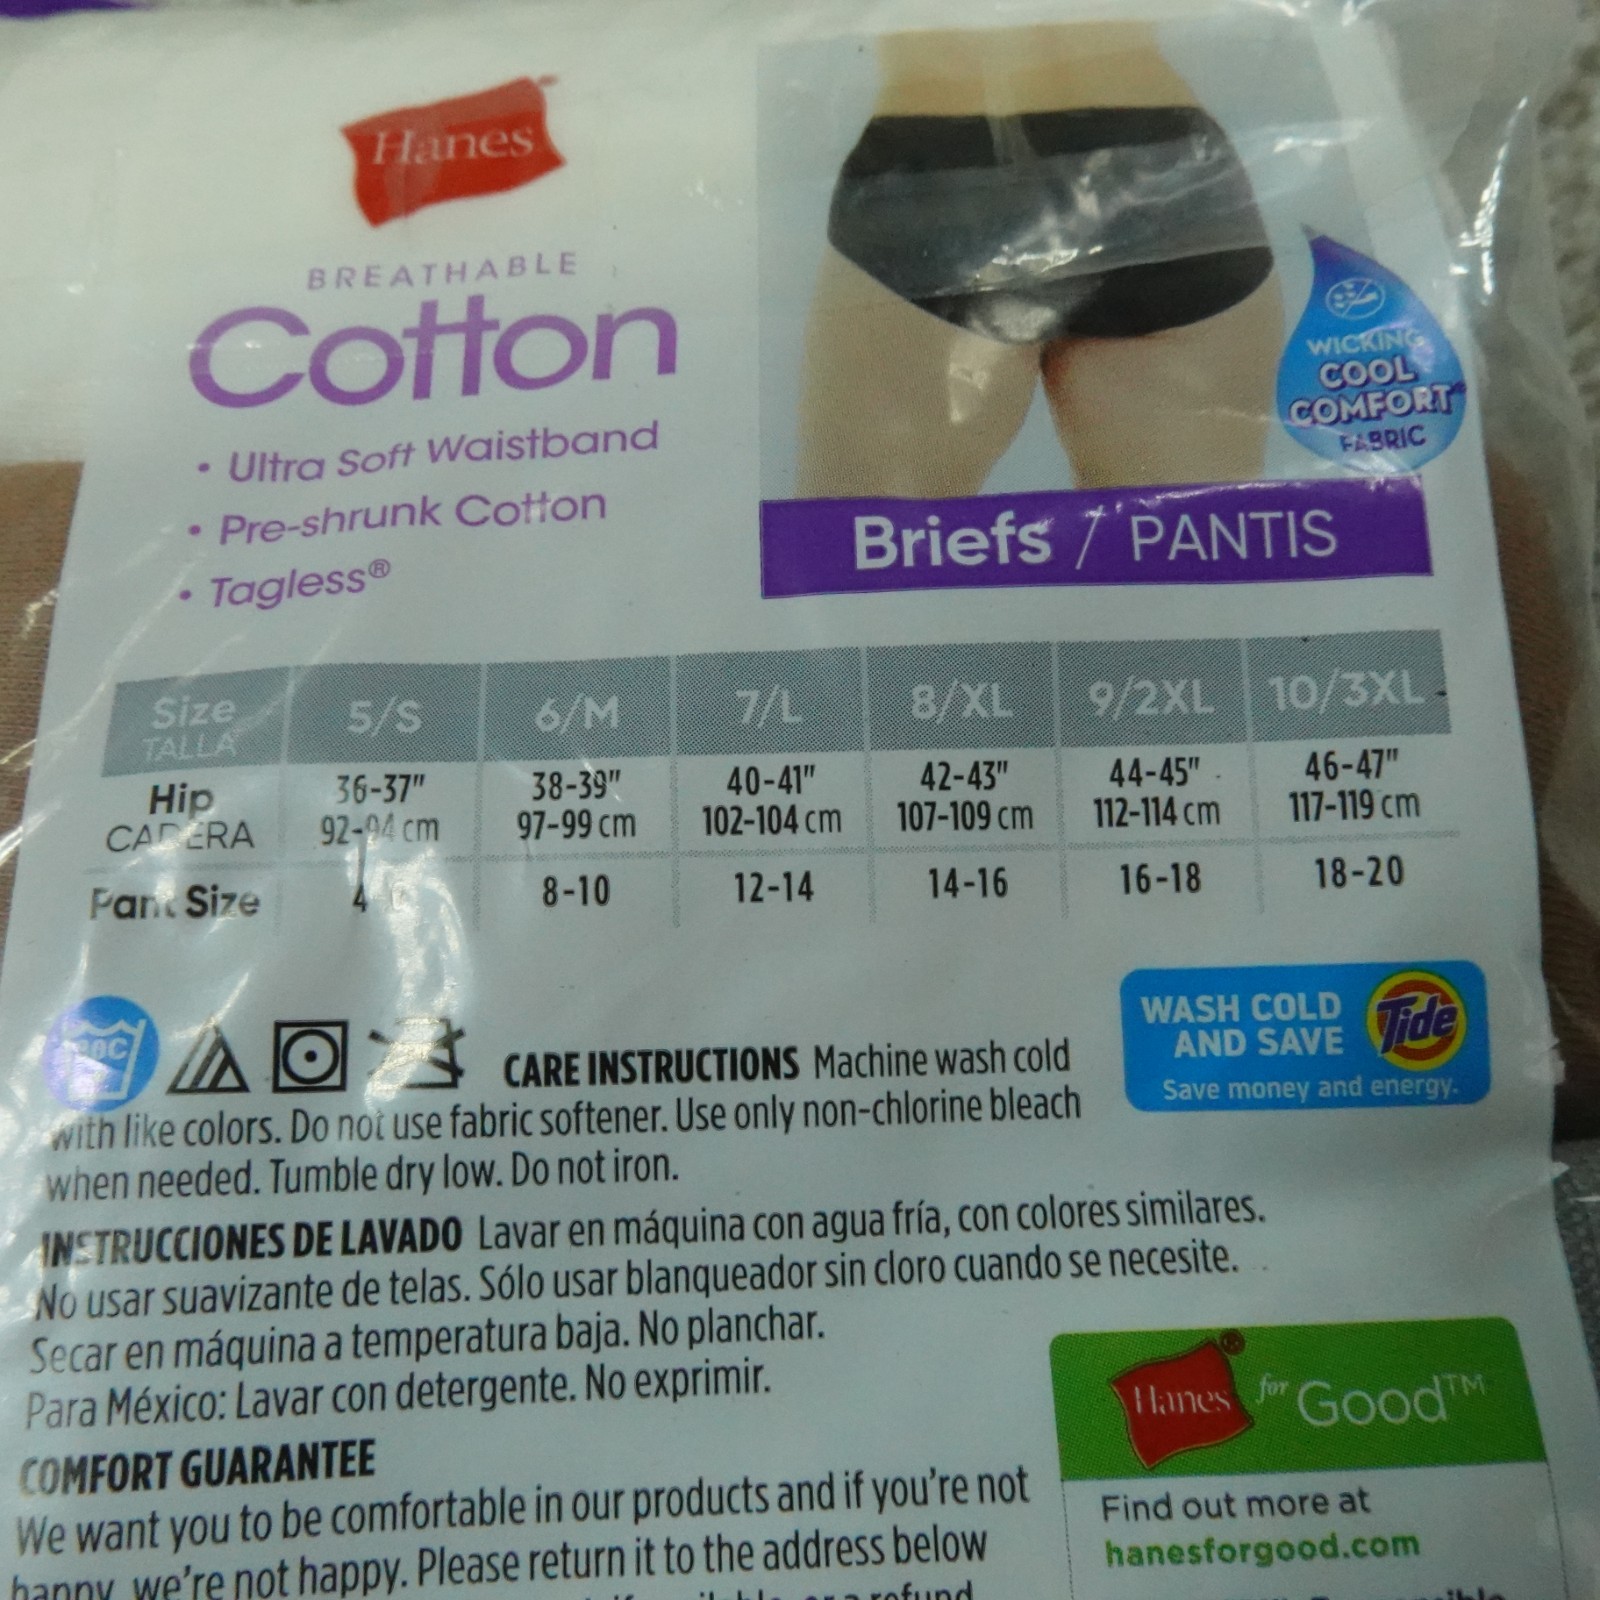 Hanes
BREATHABLE
Cotton
• Ultra Soft Waistband
• Pre-shrunk Cotton
• Tagless®
WICKING
COOL
COMFORT®
FABRIC
Briefs / PANTIS
Size 5/S 6/M 7/L 8/XL 9/2XL 10/3XL
TALLA
Hip 36-37" 38-39" 40-41" 42-43" 44-45" 46-47"
CADERA 92-94 cm 97-99 cm 102-104 cm 107-109 cm 112-114 cm 117-119 cm
Pant Size 4 8-10 12-14 14-16 16-18 18-20
WASH COLD
AND SAVE
Tide
Save money and energy.
CARE INSTRUCTIONS Machine wash cold
with like colors. Do not use fabric softener. Use only non-chlorine bleach
when needed. Tumble dry low. Do not iron.
INSTRUCCIONES DE LAVADO Lavar en máquina con agua fría, con colores similares.
No usar suavizante de telas. Sólo usar blanqueador sin cloro cuando se necesite.
Secar en máquina a temperatura baja. No planchar.
Para México: Lavar con detergente. No exprimir.
COMFORT GUARANTEE
We want you to be comfortable in our products and if you're not
happy, we're not happy. Please return it to the address below
or a refund
Hanes® for Good™
Find out more at
hanesforgood.com